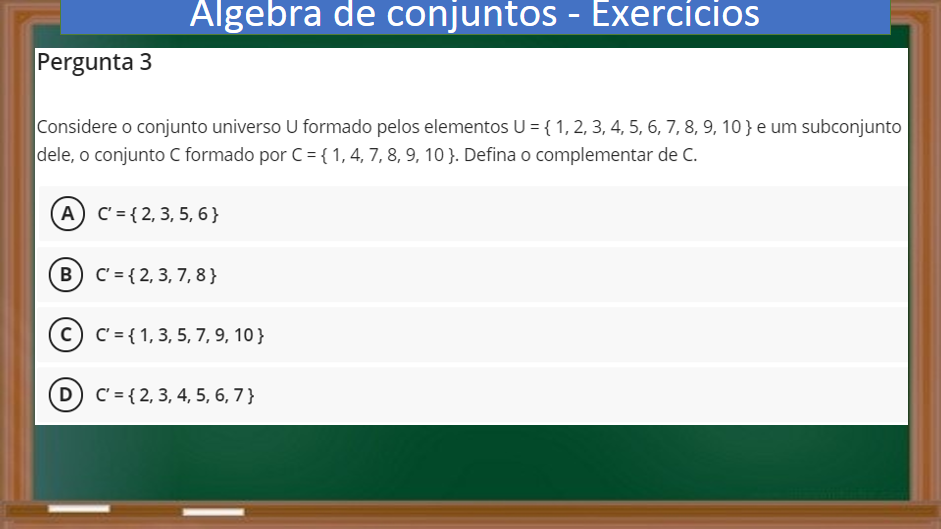 Álgebra de conjuntos - Exercícios
Pergunta 3
Considere o conjunto universo U formado pelos elementos U = { 1, 2, 3, 4, 5, 6, 7, 8, 9, 10 } e um subconjunto
dele, o conjunto C formado por C = { 1, 4, 7, 8, 9, 10 }. Defina o complementar de C.
A C’ = { 2, 3, 5, 6 }
B C’ = { 2, 3, 7, 8 }
C C’ = { 1, 3, 5, 7, 9, 10 }
D C’ = { 2, 3, 4, 5, 6, 7 }